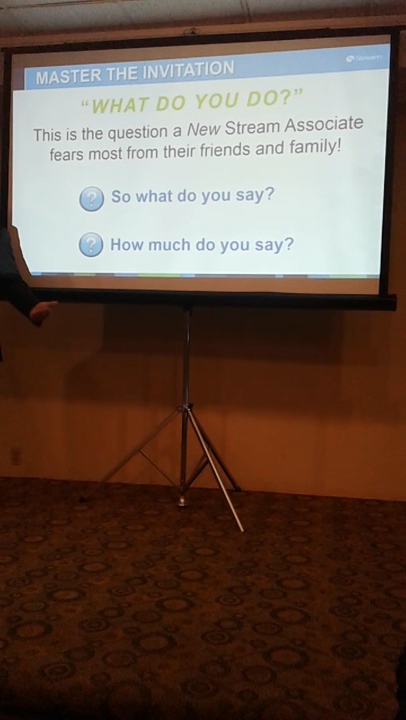 MASTER THE INVITATION
Stream
"WHAT DO YOU DO?"
This is the question a New Stream Associate
fears most from their friends and family!
? So what do you say?
? How much do you say?